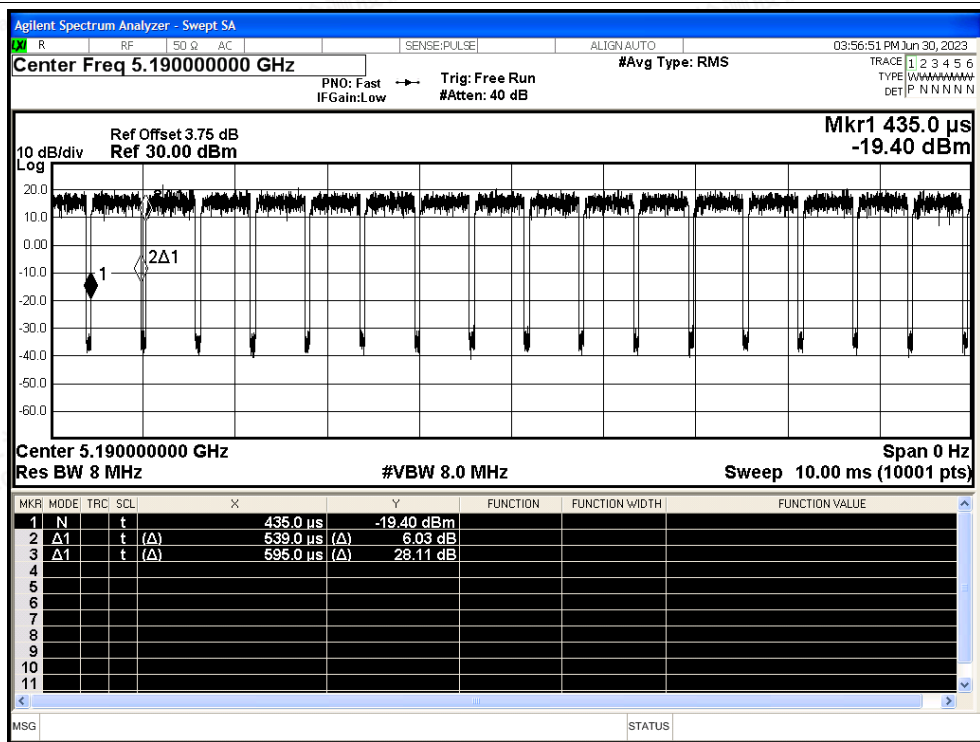 Agilent Spectrum Analyzer - Swept SA
LXI R RF 50 Ω AC SENSE:PULSE ALIGN AUTO 03:56:51 PM Jun 30, 2023
Center Freq 5.190000000 GHz #Avg Type: RMS TRACE 1 2 3 4 5 6
PNO: Fast Trig: Free Run TYPE
IFGain:Low #Atten: 40 dB DET P N N N N N
Mkr1 435.0 µs
Ref Offset 3.75 dB
10 dB/div Ref 30.00 dBm -19.40 dBm
Log
20.0
10.0
0.00
2Δ1
-10.0
1
-20.0
-30.0
-40.0
-50.0
-60.0
Center 5.190000000 GHz Span 0 Hz
Res BW 8 MHz #VBW 8.0 MHz Sweep 10.00 ms (10001 pts)
MKR MODE TRC SCL X Y FUNCTION FUNCTION WIDTH FUNCTION VALUE
1 N t 435.0 µs -19.40 dBm
2 Δ1 t (Δ) 539.0 µs (Δ) 6.03 dB
3 Δ1 t (Δ) 595.0 µs (Δ) 28.11 dB
4
5
6
7
8
9
10
11
MSG STATUS